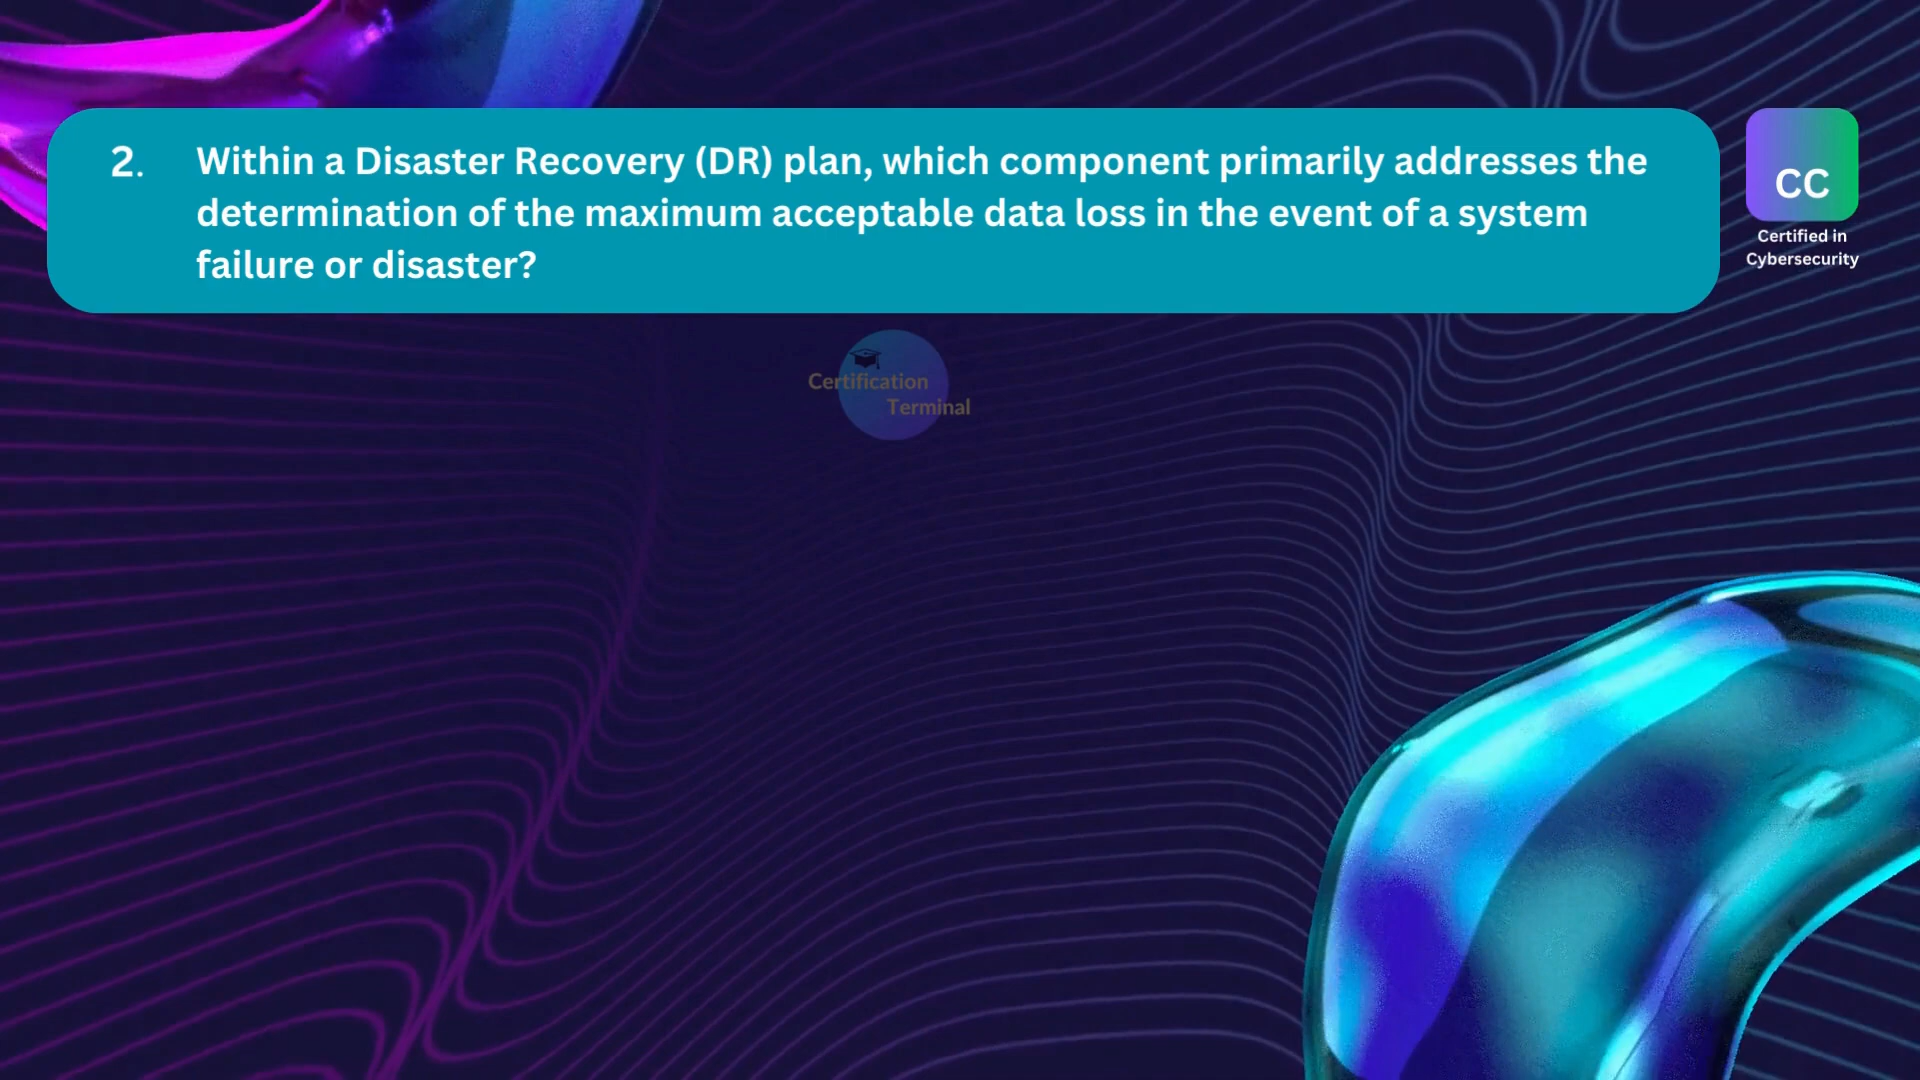 2. Within a Disaster Recovery (DR) plan, which component primarily addresses the
determination of the maximum acceptable data loss in the event of a system
failure or disaster?
CC
Certified in
Cybersecurity
Certification
Terminal